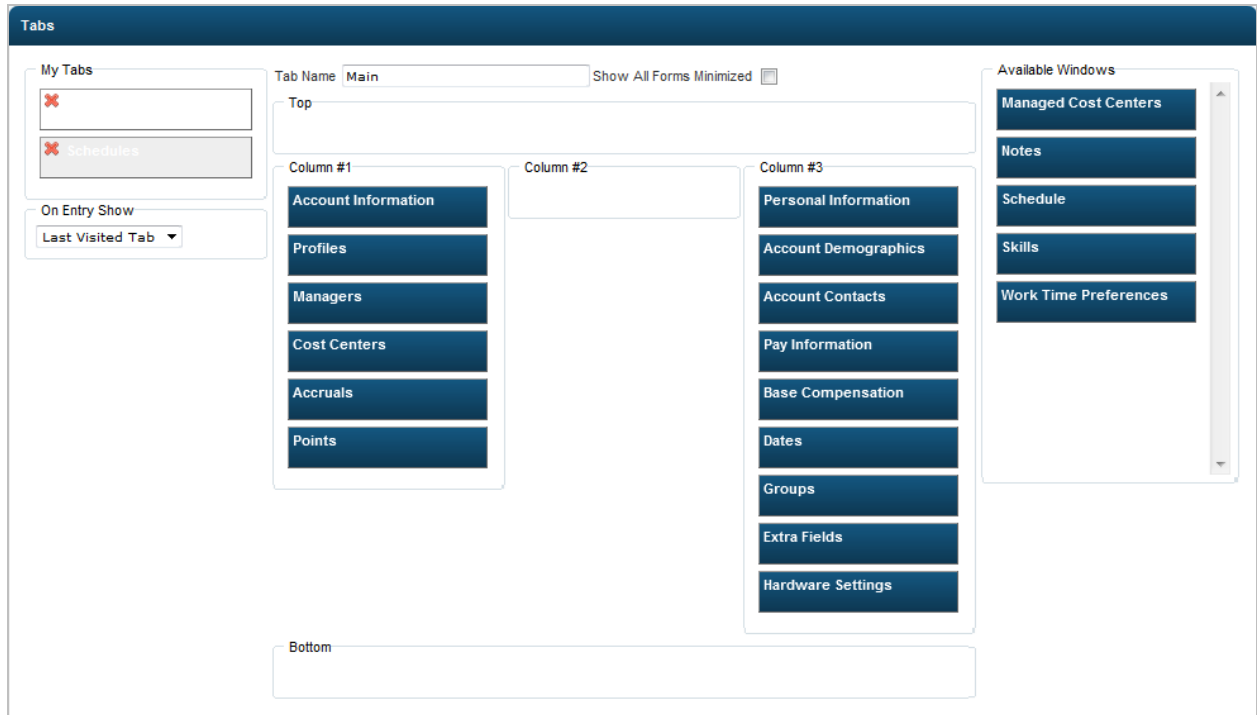 Tabs
My Tabs
Schedules
On Entry Show
Last Visited Tab
Tab Name Main Show All Forms Minimized
Top
Column #1
Account Information
Profiles
Managers
Cost Centers
Accruals
Points
Column #2
Column #3
Personal Information
Account Demographics
Account Contacts
Pay Information
Base Compensation
Dates
Groups
Extra Fields
Hardware Settings
Bottom
Available Windows
Managed Cost Centers
Notes
Schedule
Skills
Work Time Preferences